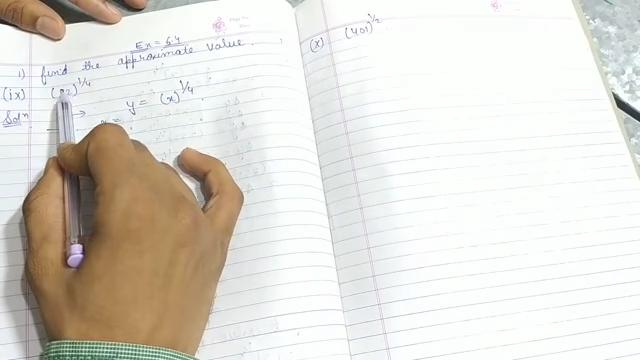 Ex = 6.4
1) find the approximate value.
(ix) (82)^1/4
Solⁿ → y = (x)^1/4
x =
(x) (401)^1/2